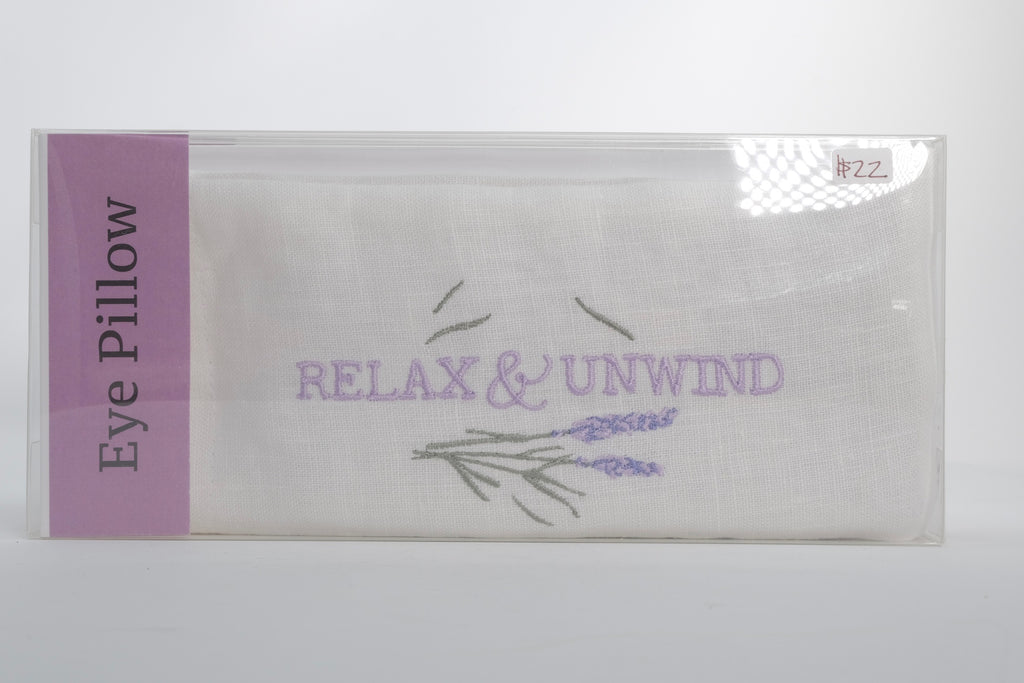 Eye Pillow
RELAX & UNWIND
$22